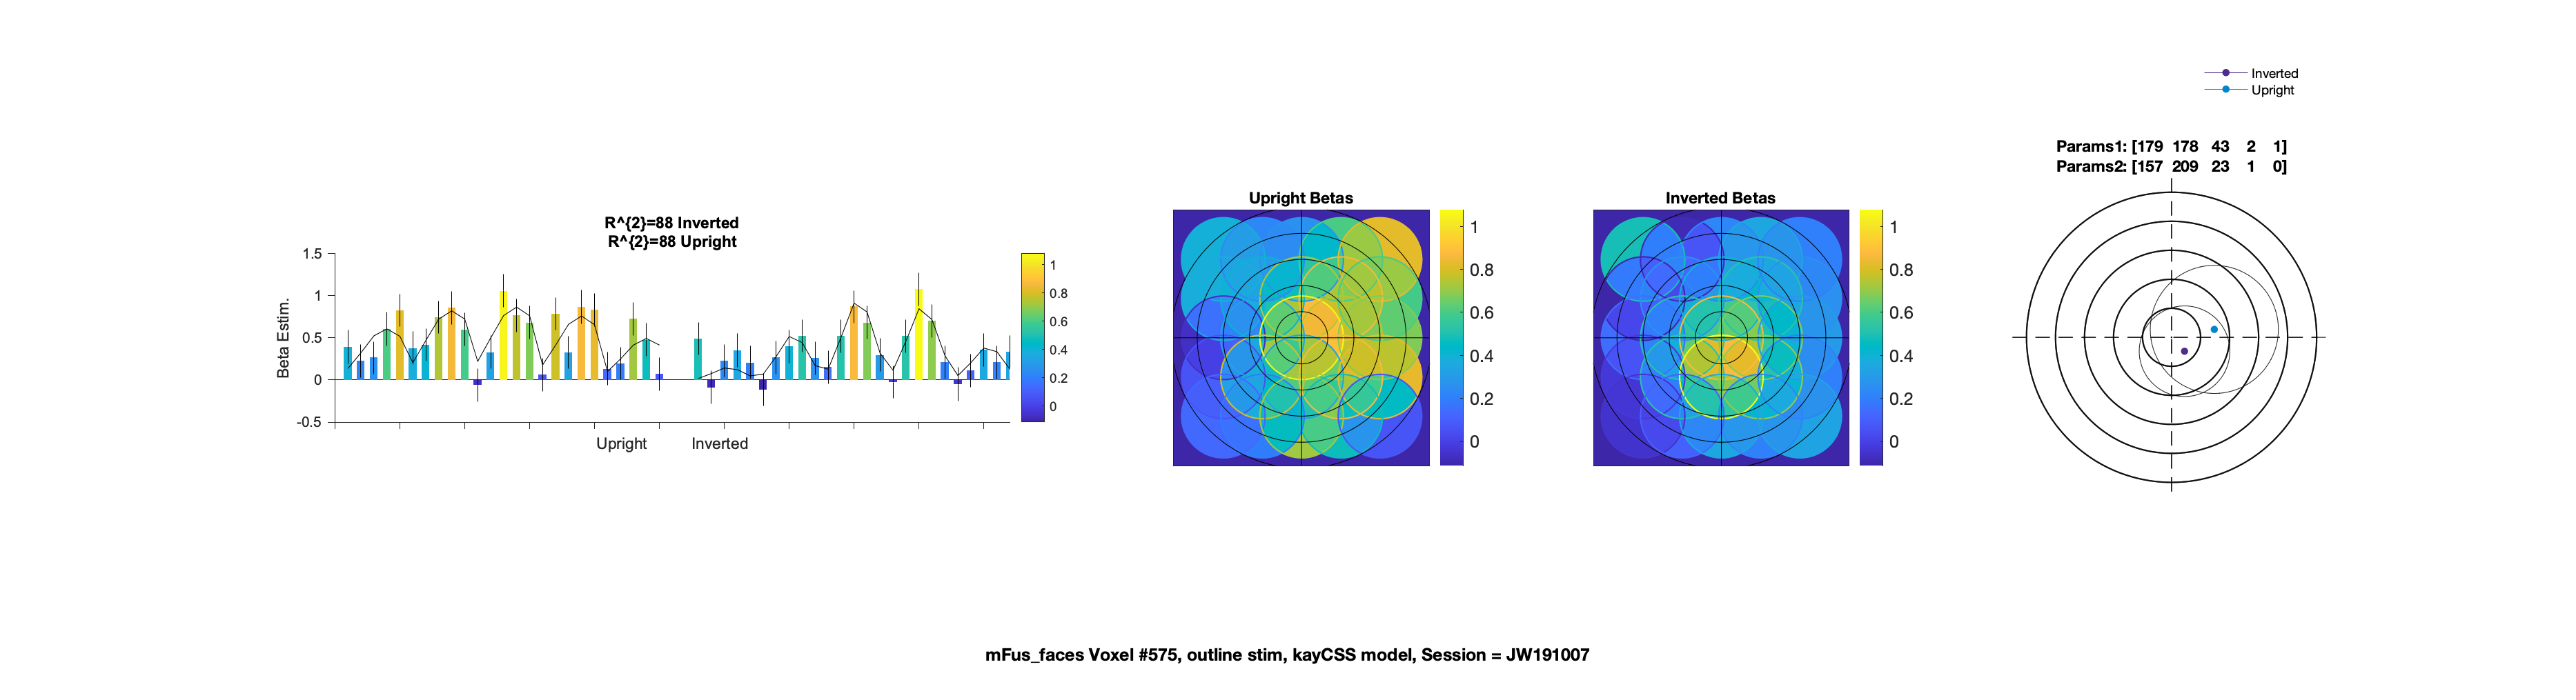 Inverted
Upright
Params1: [179 178 43 2 1]
Params2: [157 209 23 1 0]
Upright Betas
Inverted Betas
R^{2}=88 Inverted
R^{2}=88 Upright
1.5
1
0.5
0
-0.5
Beta Estim.
Upright
Inverted
1
0.8
0.6
0.4
0.2
0
1
0.8
0.6
0.4
0.2
0
1
0.8
0.6
0.4
0.2
0
mFus_faces Voxel #575, outline stim, kayCSS model, Session = JW191007